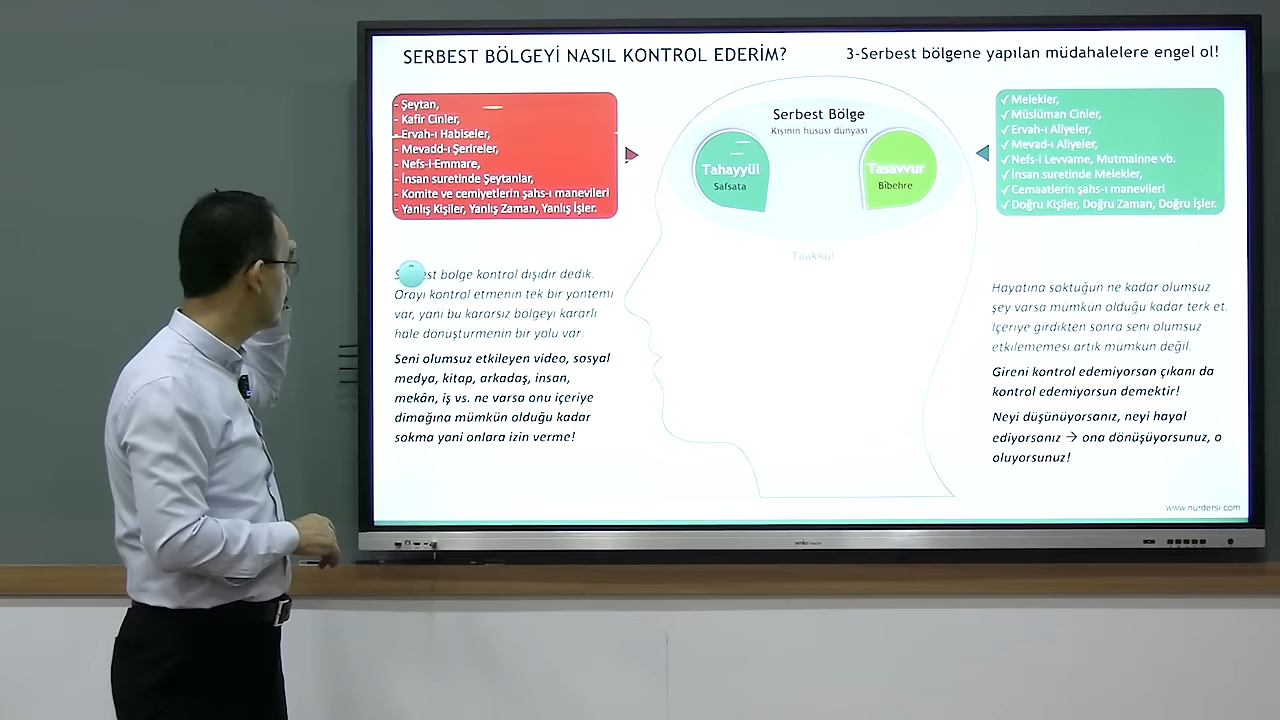 SERBEST BÖLGEYİ NASIL KONTROL EDERİM?
3-Serbest bölgene yapılan müdahalelere engel ol!
- Şeytan,
- Kafir Cinler,
- Ervah-ı Habiseler,
- Mevadd-ı Şerireler,
- Nefs-i Emmare,
- İnsan suretinde Şeytanlar,
- Komite ve cemiyetlerin şahs-ı manevileri
- Yanlış Kişiler, Yanlış Zaman, Yanlış İşler.
Serbest Bölge
Kişinin hususi dünyası
Tahayyül
Safsata
Tasavvur
Bîbehre
Taakkul
✓ Melekler,
✓ Müslüman Cinler,
✓ Ervah-ı Aliyeler,
✓ Mevad-ı Aliyeler,
✓ Nefs-i Levvame, Mutmainne vb.
✓ İnsan suretinde Melekler,
✓ Cemaatlerin şahs-ı manevileri
✓ Doğru Kişiler, Doğru Zaman, Doğru İşler.
bölge kontrol dışıdır dedik.
Orayı kontrol etmenin tek bir yöntemi
var, yani bu kararsız bölgeyi kararlı
hale dönüştürmenin bir yolu var.
Seni olumsuz etkileyen video, sosyal
medya, kitap, arkadaş, insan,
mekân, iş vs. ne varsa onu içeriye
dimağına mümkün olduğu kadar
sokma yani onlara izin verme!
Hayatına soktuğun ne kadar olumsuz
şey varsa mümkün olduğu kadar terk et.
İçeriye girdikten sonra seni olumsuz
etkilememesi artık mümkün değil.
Gireni kontrol edemiyorsan çıkanı da
kontrol edemiyorsun demektir!
Neyi düşünüyorsanız, neyi hayal
ediyorsanız → ona dönüşüyorsunuz, o
oluyorsunuz!
www.nurdersi.com